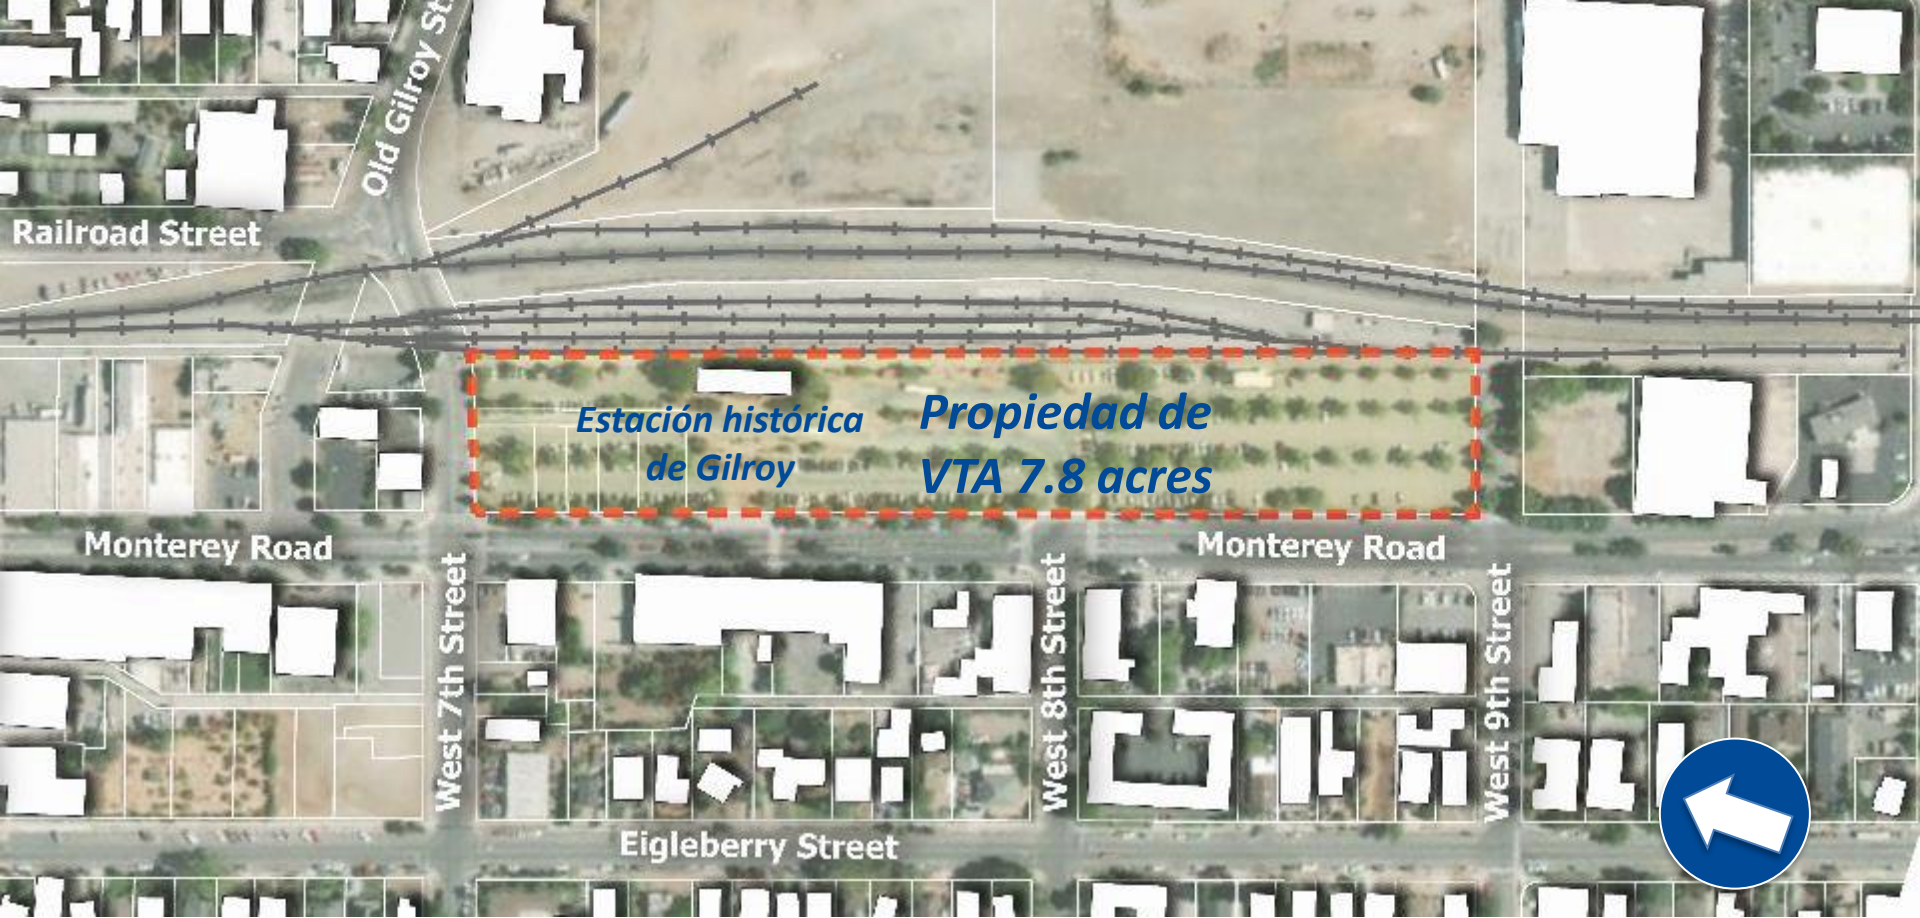 Old Gilroy St.
Railroad Street
Estación histórica
de Gilroy
Propiedad de
VTA 7.8 acres
Monterey Road
Monterey Road
West 7th Street
West 8th Street
West 9th Street
Eigleberry Street